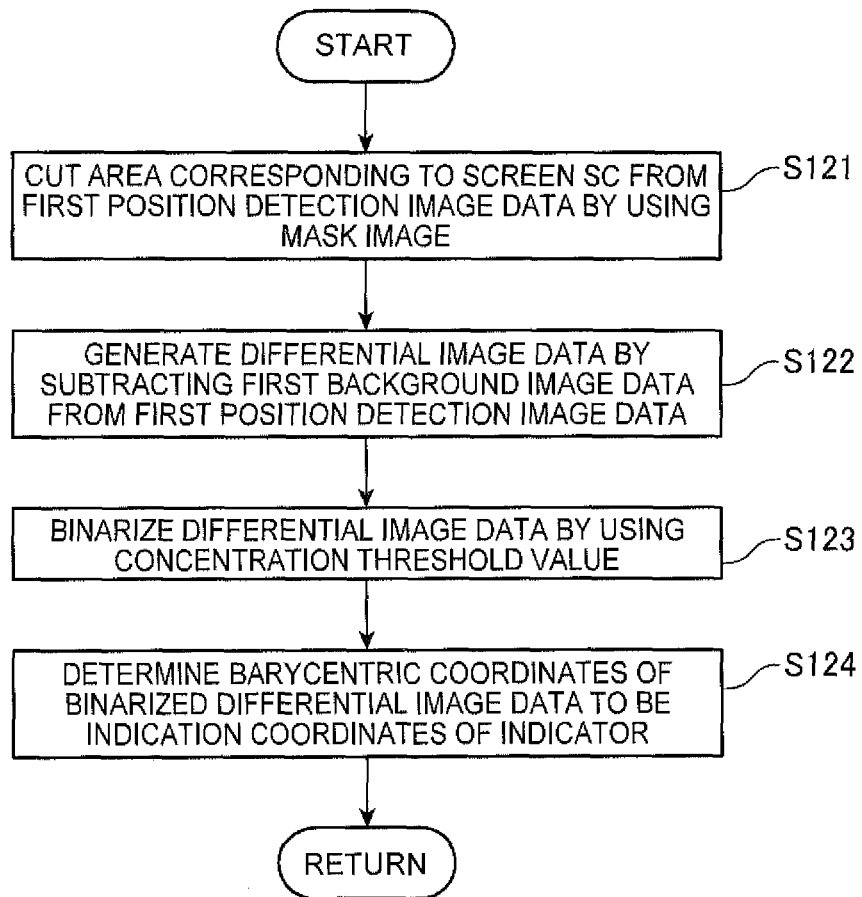 START
CUT AREA CORRESPONDING TO SCREEN SC FROM
FIRST POSITION DETECTION IMAGE DATA BY USING
MASK IMAGE
S121
GENERATE DIFFERENTIAL IMAGE DATA BY
SUBTRACTING FIRST BACKGROUND IMAGE DATA
FROM FIRST POSITION DETECTION IMAGE DATA
S122
BINARIZE DIFFERENTIAL IMAGE DATA BY USING
CONCENTRATION THRESHOLD VALUE
S123
DETERMINE BARYCENTRIC COORDINATES OF
BINARIZED DIFFERENTIAL IMAGE DATA TO BE
INDICATION COORDINATES OF INDICATOR
S124
RETURN